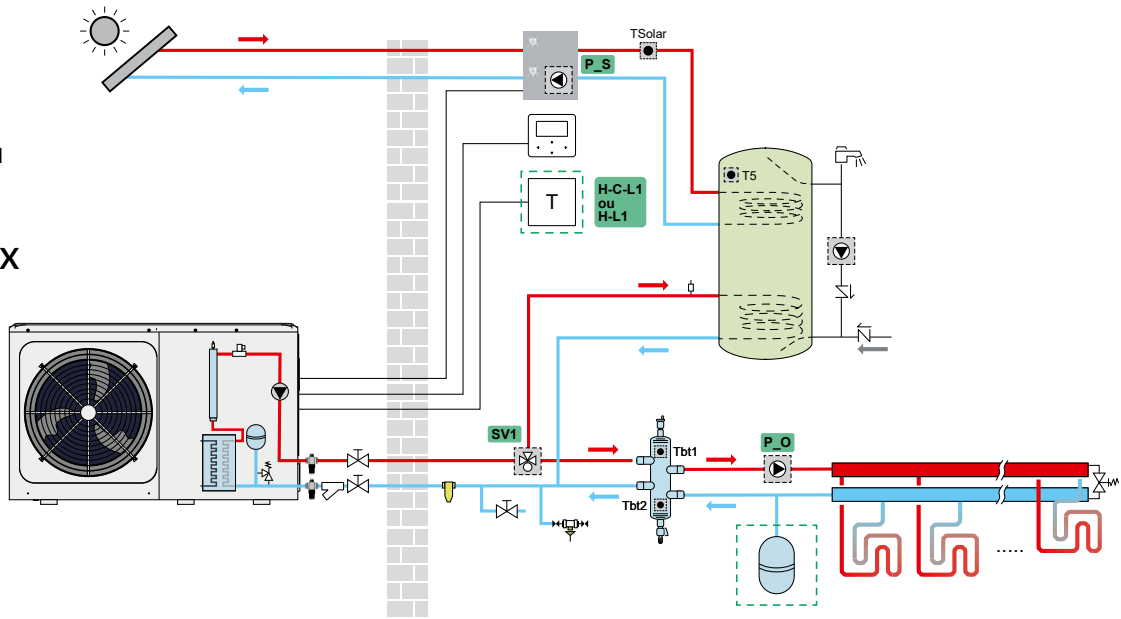 TSolar
P_S
T5
T
H-C-L1
ou
H-L1
X
SV1
Tbt1
P_O
Tbt2
.....